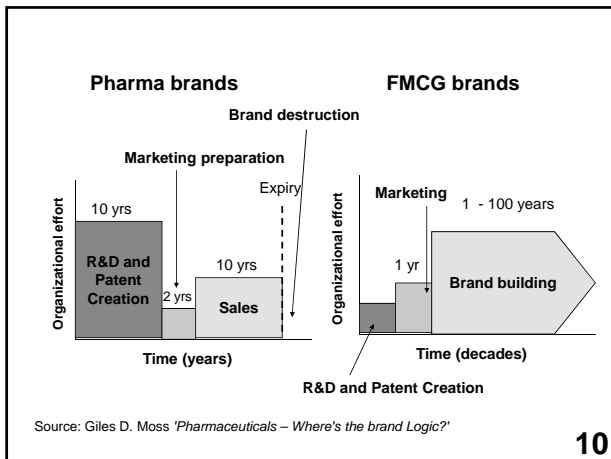 Pharma brands
Brand destruction
Marketing preparation
Expiry
10 yrs
R&D and
Patent
Creation
2 yrs
10 yrs
Sales
Organizational effort
Time (years)
FMCG brands
Marketing
1 - 100 years
1 yr
Brand building
Organizational effort
Time (decades)
R&D and Patent Creation
Source: Giles D. Moss 'Pharmaceuticals – Where's the brand Logic?'
10